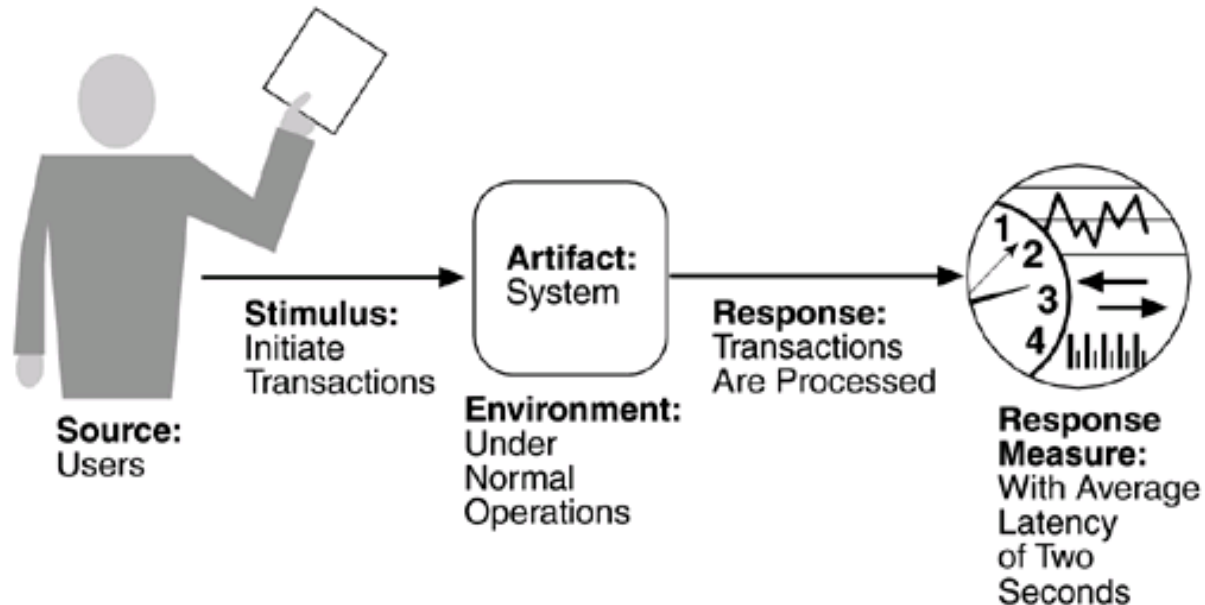 Source:
Users
Stimulus:
Initiate
Transactions
Artifact:
System
Environment:
Under
Normal
Operations
Response:
Transactions
Are Processed
1
2
3
4
Response
Measure:
With Average
Latency
of Two
Seconds